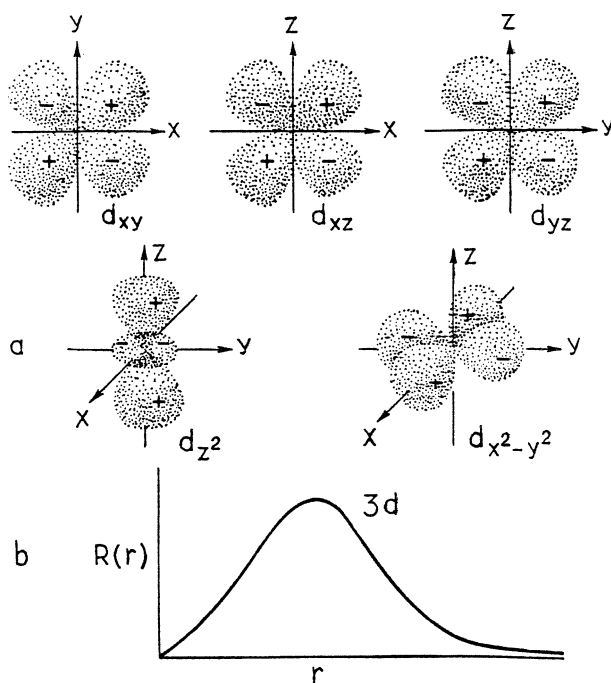 y z z
- + - + - +
x x y
+ - + - + -
d_xy d_xz d_yz
z z
+ +
a - - y - - y
x + x +
d_z² d_x²-y²
3d
b R(r)
r